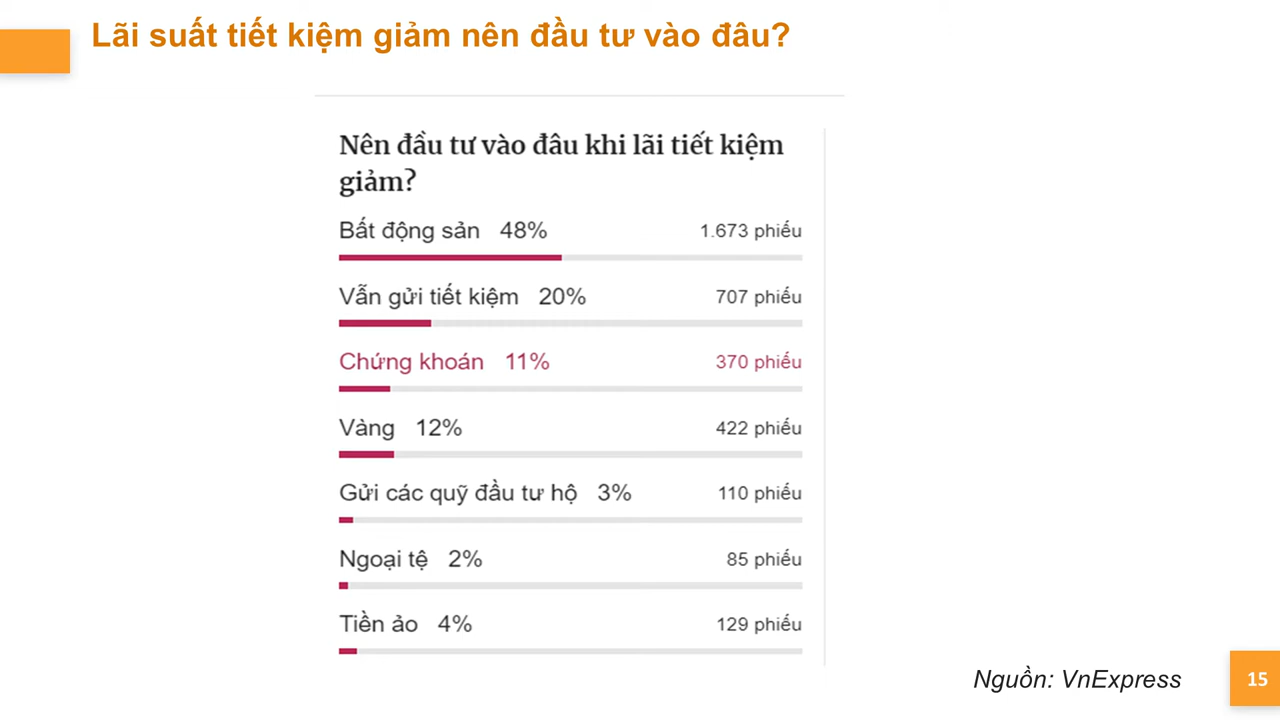 Lãi suất tiết kiệm giảm nên đầu tư vào đâu?
Nên đầu tư vào đâu khi lãi tiết kiệm
giảm?
Bất động sản 48% 1.673 phiếu
Vẫn gửi tiết kiệm 20% 707 phiếu
Chứng khoán 11% 370 phiếu
Vàng 12% 422 phiếu
Gửi các quỹ đầu tư hộ 3% 110 phiếu
Ngoại tệ 2% 85 phiếu
Tiền ảo 4% 129 phiếu
Nguồn: VnExpress
15